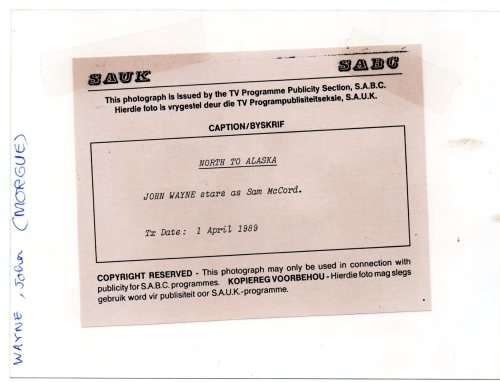 SAUK SABC
This photograph is issued by the TV Programme Publicity Section, S.A.B.C.
Hierdie foto is vrygestel deur die TV Programpublisiteitseksie, S.A.U.K.
CAPTION/BYSKRIF
NORTH TO ALASKA
JOHN WAYNE stars as Sam McCord.
Tx Date: 1 April 1989
COPYRIGHT RESERVED - This photograph may only be used in connection with
publicity for S.A.B.C. programmes. KOPIEREG VOORBEHOU - Hierdie foto mag slegs
gebruik word vir publisiteit oor S.A.U.K.-programme.
WAYNE, John (MORGUE)